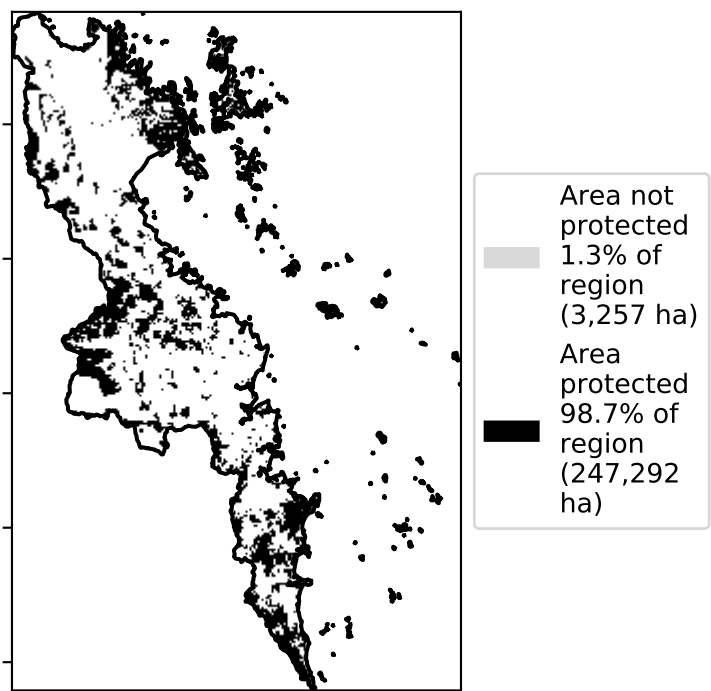 Area not
protected
1.3% of
region
(3,257 ha)
Area
protected
98.7% of
region
(247,292
ha)